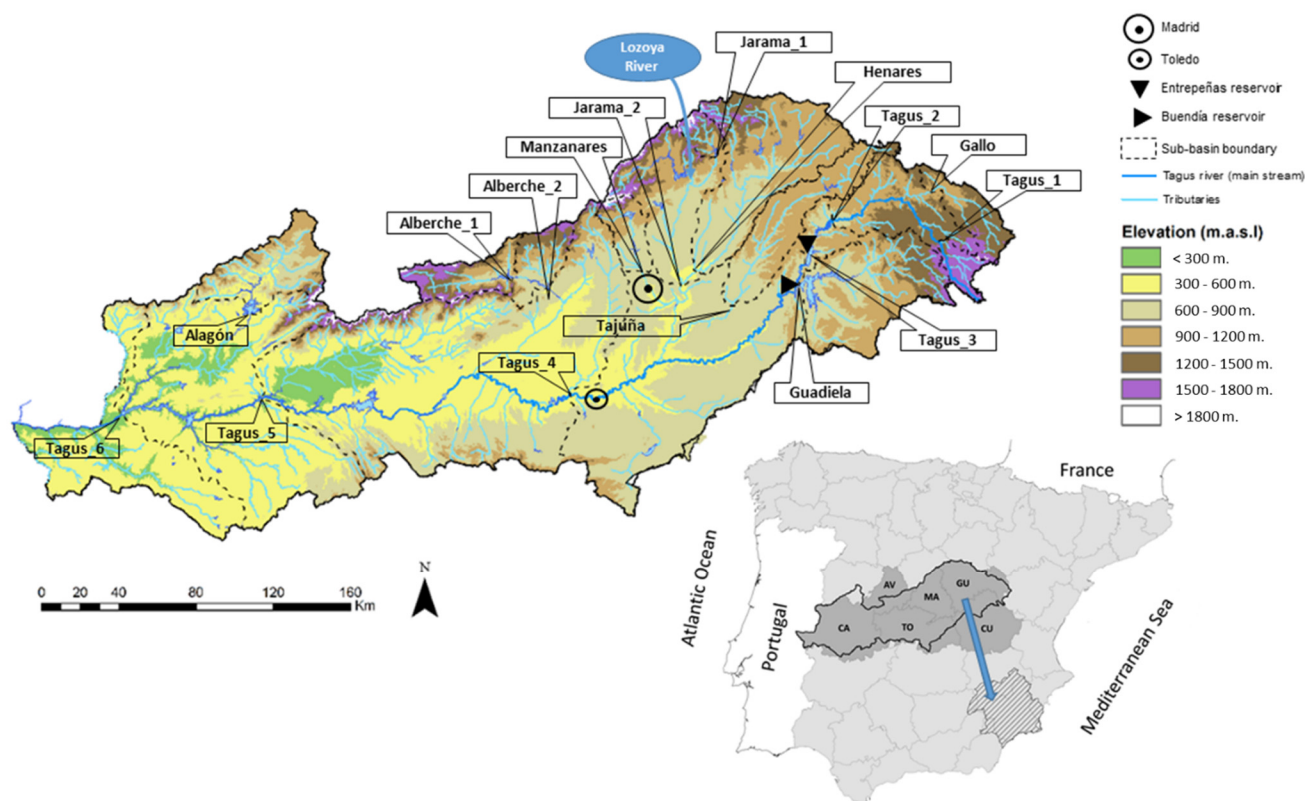 Lozoya
River
Jarama_1
Henares
Jarama_2
Tagus_2
Manzanares
Gallo
Alberche_2
Tagus_1
Alberche_1
Alagón
Tajuña
Tagus_3
Tagus_4
Guadiela
Tagus_5
Tagus_6
Madrid
Toledo
Entrepeñas reservoir
Buendía reservoir
Sub-basin boundary
Tagus river (main stream)
Tributaries
Elevation (m.a.s.l)
< 300 m.
300 - 600 m.
600 - 900 m.
900 - 1200 m.
1200 - 1500 m.
1500 - 1800 m.
> 1800 m.
N
0 20 40 80 120 160
Km
France
Atlantic Ocean
Portugal
Mediterranean Sea
AV
GU
MA
CA
TO
CU